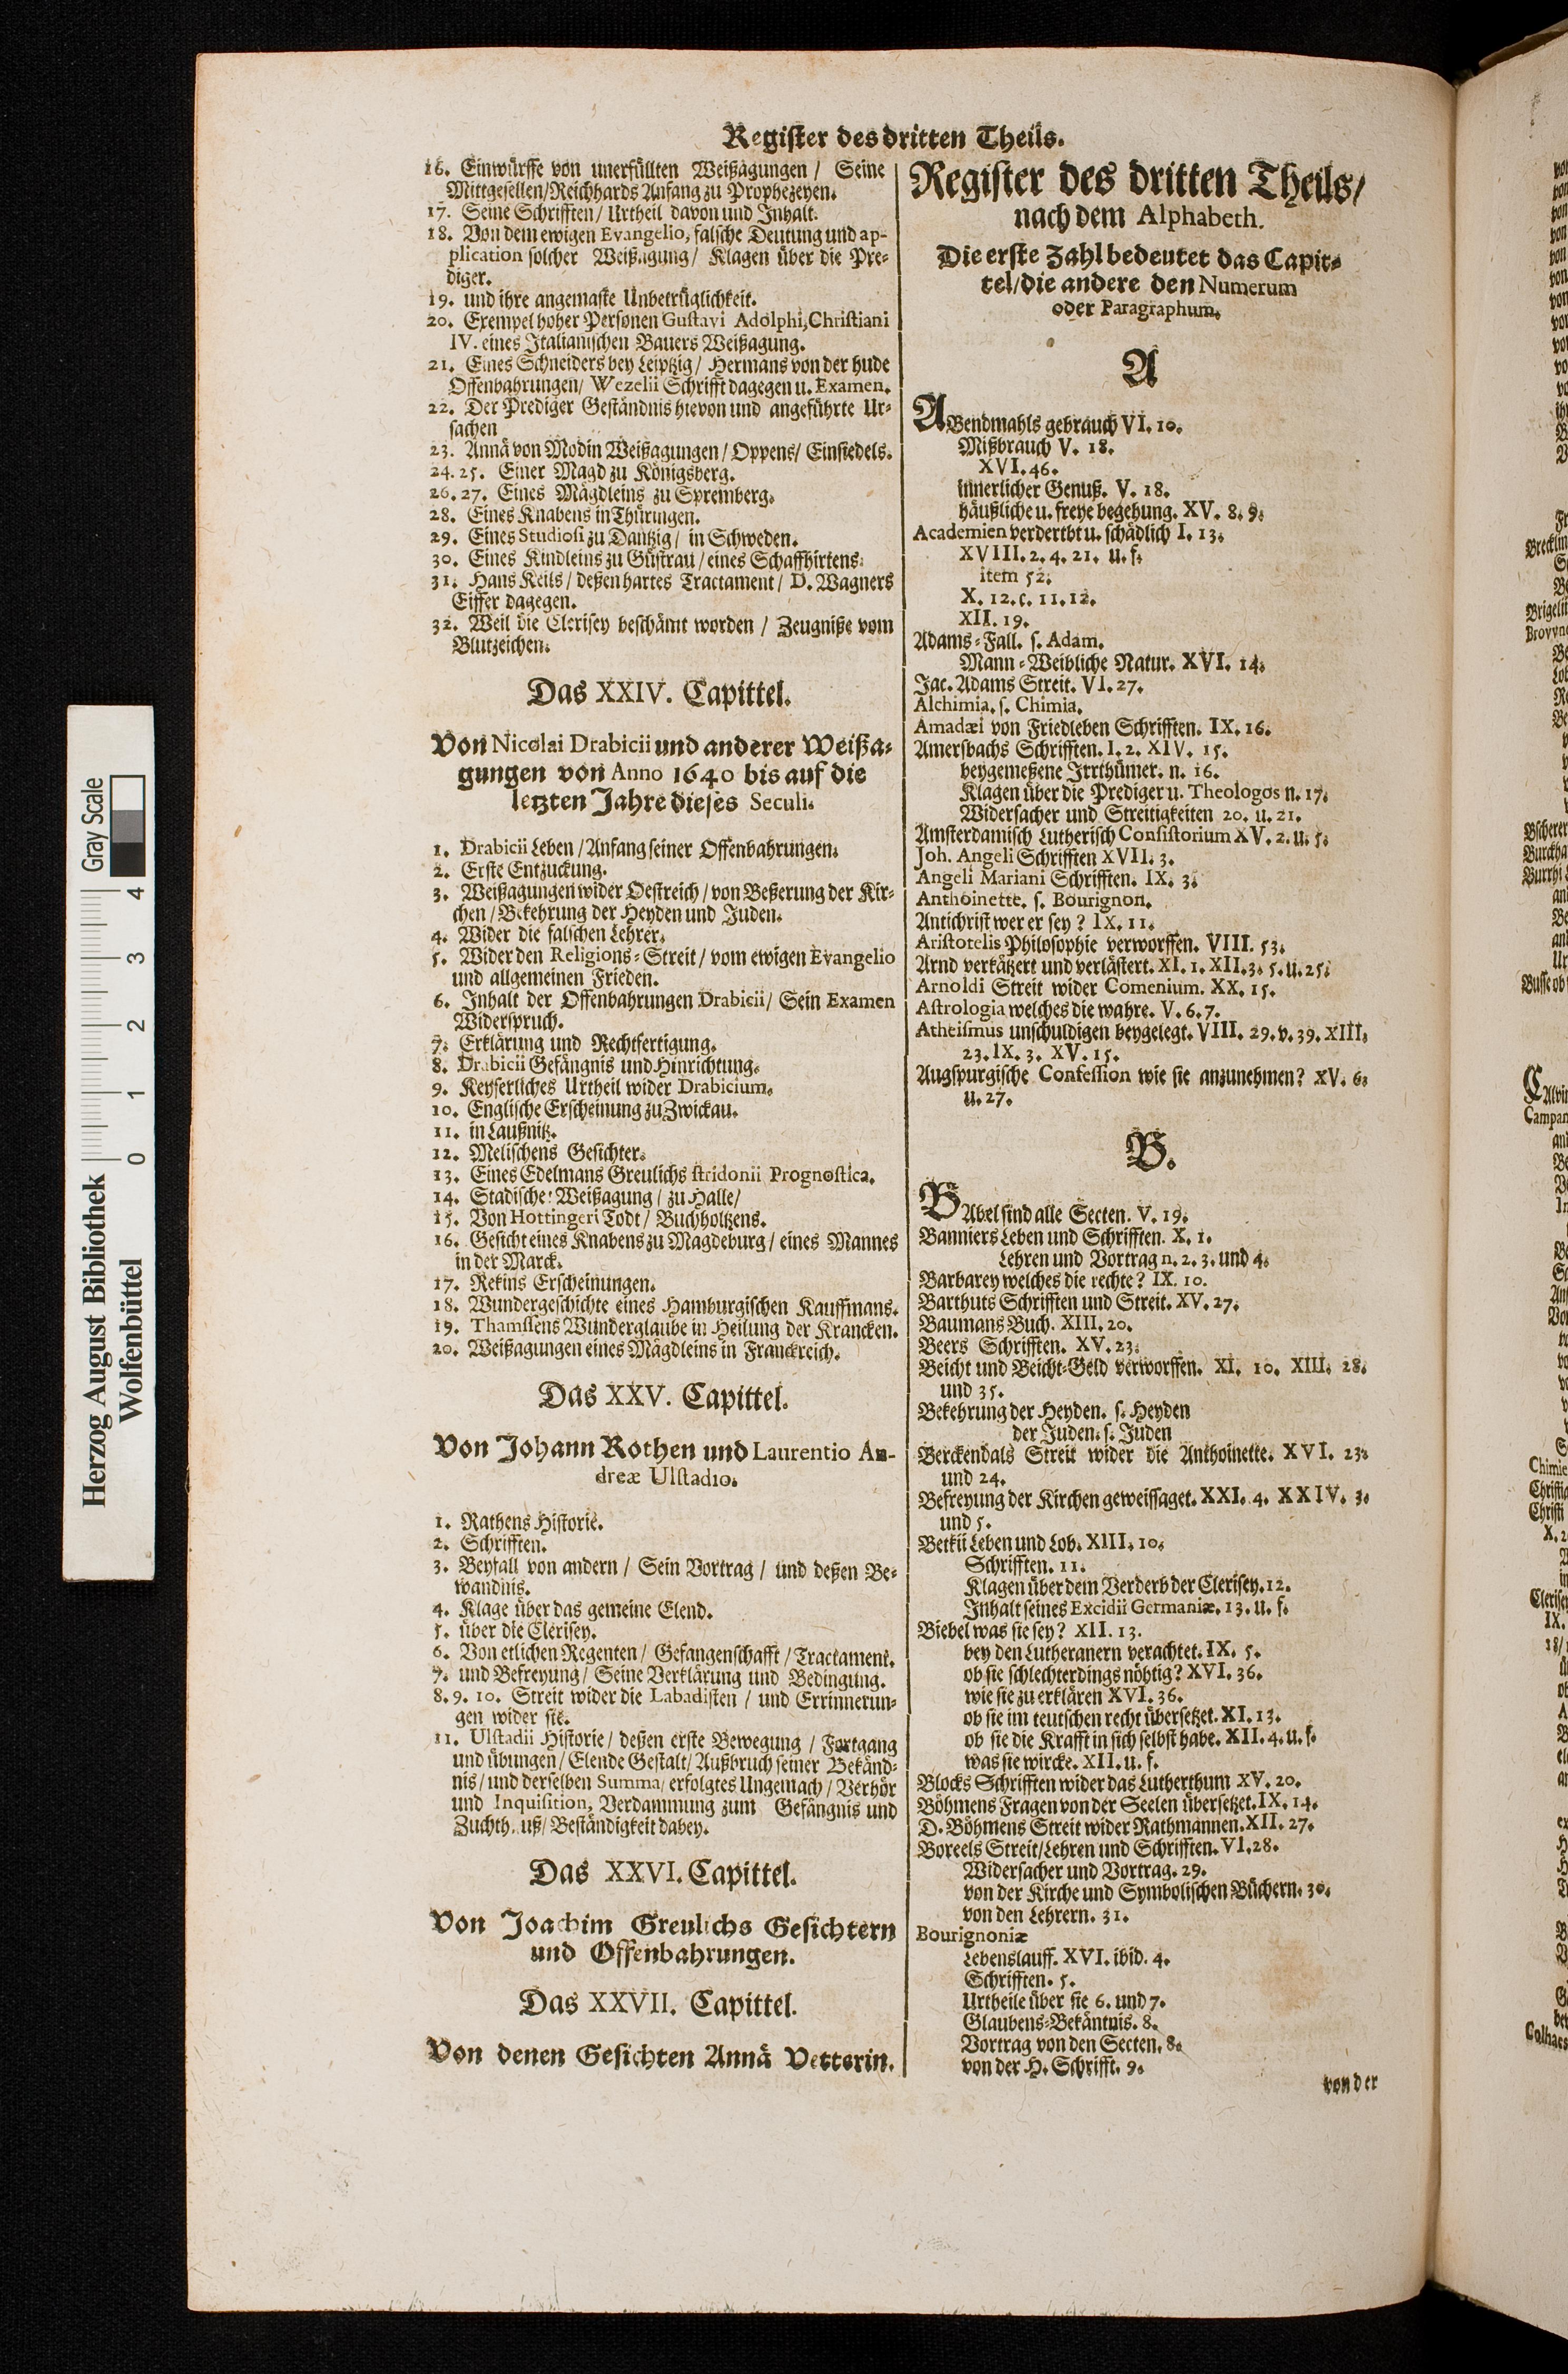 Register des dritten Theils.
16. Einwürffe von unerfüllten Weißagungen / Seine
Mittgesellen/Reichhards Anfang zu Prophezeyen.
17. Seine Schrifften / Urtheil davon und Inhalt.
18. Von dem ewigen Evangelio, falsche Deutung und ap-
plication solcher Weißagung / Klagen über die Pre-
diger.
19. und ihre angemaste Unbetrüglichkeit.
20. Exempel hoher Personen Gustavi Adolphi, Christiani
IV. eines Italianischen Bauers Weißagung.
21. Eines Schneiders bey Leiptzig / Hermans von der Hude
Offenbahrungen / Wezelii Schrifft dagegen u. Examen.
22. Der Prediger Geständnis hievon und angeführte Ur-
sachen
23. Annä von Modin Weißagungen / Oppens / Einsiedels.
24. 25. Einer Magd zu Königsberg.
26. 27. Eines Mägdleins zu Spremberg.
28. Eines Knabens in Thüringen.
29. Eines Studiosi zu Dantzig / in Schweden.
30. Eines Kindleins zu Güstrau / eines Schaffhirtens.
31. Hans Keils / deßen hartes Tractament / D. Wagners
Eiffer dagegen.
32. Weil die Clerisey beschämt worden / Zeugniße vom
Blutzeichen.
Das XXIV. Capittel.
Von Nicolai Drabicii und anderer Weißa-
gungen von Anno 1640 bis auf die
letzten Jahre dieses Seculi.
1. Drabicii Leben / Anfang seiner Offenbahrungen.
2. Erste Entzuckung.
3. Weißagungen wider Oestreich / von Beßerung der Kir-
chen / Bekehrung der Heyden und Juden.
4. Wider die falschen Lehrer.
5. Wider den Religions-Streit / vom ewigen Evangelio
und allgemeinen Frieden.
6. Inhalt der Offenbahrungen Drabicii / Sein Examen
Widerspruch.
7. Erklärung und Rechtfertigung.
8. Drabicii Gefängnis und Hinrichtung.
9. Keyserliches Urtheil wider Drabicium.
10. Englische Erscheinung zu Zwickau.
11. in Laußnitz.
12. Melischens Gesichter.
13. Eines Edelmans Greulichs stridonii Prognostica.
14. Stadische Weißagung / zu Halle /
15. Von Hottingeri Todt / Buchholtzens.
16. Gesicht eines Knabens zu Magdeburg / eines Mannes
in der Marck.
17. Rekins Erscheinungen.
18. Wundergeschichte eines Hamburgischen Kauffmans.
19. Thamssens Wunderglaube in Heilung der Krancken.
20. Weißagungen eines Mägdleins in Franckreich.
Das XXV. Capittel.
Von Johann Rothen und Laurentio An-
dreæ Ulstadio.
1. Rathens Historie.
2. Schrifften.
3. Beyfall von andern / Sein Vortrag / und deßen Be-
wandnis.
4. Klage über das gemeine Elend.
5. über die Clerisey.
6. Von etlichen Regenten / Gefangenschafft / Tractament.
7. und Befreyung / Seine Verklärung und Bedingung.
8. 9. 10. Streit wider die Labadisten / und Errinnerun-
gen wider sie.
11. Ulstadii Historie / deßen erste Bewegung / Fortgang
und übungen / Elende Gestalt / Außbruch seiner Bekänd-
nis / und derselben Summa / erfolgtes Ungemach / Verhör
und Inquisition, Verdammung zum Gefängnis und
Zuchthauß / Beständigkeit dabey.
Das XXVI. Capittel.
Von Joachim Greulichs Gesichtern
und Offenbahrungen.
Das XXVII. Capittel.
Von denen Gesichten Annä Vetterin.
Register des dritten Theils /
nach dem Alphabeth.
Die erste Zahl bedeutet das Capit-
tel / die andere den Numerum
oder Paragraphum.
A
ABendmahls gebrauch VI. 10.
Mißbrauch V. 18.
XVI. 46.
innerlicher Genuß. V. 18.
häußliche u. freye begehung. XV. 8. 9.
Academien verdertbt u. schädlich I. 13.
XVIII. 2. 4. 21. u. f.
item 52.
X. 12. c. 11. 12.
XII. 19.
Adams-Fall. s. Adam.
Mann-Weibliche Natur. XVI. 14.
Jac. Adams Streit. VI. 27.
Alchimia. s. Chimia.
Amadæi von Friedleben Schrifften. IX. 16.
Amersbachs Schrifften. I. 2. XIV. 15.
beygemeßene Irrthümer. n. 16.
Klagen über die Prediger u. Theologos n. 17.
Widersacher und Streitigkeiten 20. u. 21.
Amsterdamisch Lutherisch Consistorium XV. 2. u. f.
Joh. Angeli Schrifften XVII. 3.
Angeli Mariani Schrifften. IX. 3.
Anthoinette. s. Bourignon.
Antichrist wer er sey? IX. 11.
Aristotelis Philosophie verworffen. VIII. 53.
Arnd verkätzert und verlästert. XI. 1. XII. 3. 5. u. 25.
Arnoldi Streit wider Comenium. XX. 15.
Astrologia welches die wahre. V. 6. 7.
Atheismus unschuldigen beygelegt. VIII. 29. v. 39. XIII.
23. IX. 3. XV. 15.
Augspurgische Confession wie sie anzunehmen? XV. 6.
u. 27.
B.
BAbel sind alle Secten. V. 19.
Banniers Leben und Schrifften. X. 1.
Lehren und Vortrag n. 2. 3. und 4.
Barbarey welches die rechte? IX. 10.
Barthuts Schrifften und Streit. XV. 27.
Baumans Buch. XIII. 20.
Beers Schrifften. XV. 23.
Beicht und Beicht-Geld verworffen. XI. 10. XIII. 28.
und 35.
Bekehrung der Heyden. s. Heyden
der Juden. s. Juden
Berckendals Streit wider die Anthoinette. XVI. 23.
und 24.
Befreyung der Kirchen geweissaget. XXI. 4. XXIV. 3.
und 5.
Betkii Leben und Lob. XIII. 10.
Schrifften. 11.
Klagen über dem Verderb der Clerisey. 12.
Inhalt seines Excidii Germaniæ. 13. u. f.
Biebel was sie sey? XII. 13.
bey den Lutheranern verachtet. IX. 5.
ob sie schlechterdings nöhtig? XVI. 36.
wie sie zu erklären XVI. 36.
ob sie im teutschen recht übersetzet. XI. 13.
ob sie die Krafft in sich selbst habe. XII. 4. u. f.
was sie wircke. XII. u. f.
Blocks Schrifften wider das Lutherthum XV. 20.
Böhmens Fragen von der Seelen übersetzet. IX. 14.
D. Böhmens Streit wider Rathmannen. XII. 27.
Boreels Streit / Lehren und Schrifften. VI. 28.
Widersacher und Vortrag. 29.
von der Kirche und Symbolischen Büchern. 30.
von den Lehrern. 31.
Bourignoniæ
Lebenslauff. XVI. ibid. 4.
Schrifften. 5.
Urtheile über sie 6. und 7.
Glaubens-Bekäntnis. 8.
Vortrag von den Secten. 8.
von der H. Schrifft. 9.
von der
Herzog August Bibliothek
Wolfenbüttel
0 1 2 3 4
Gray Scale